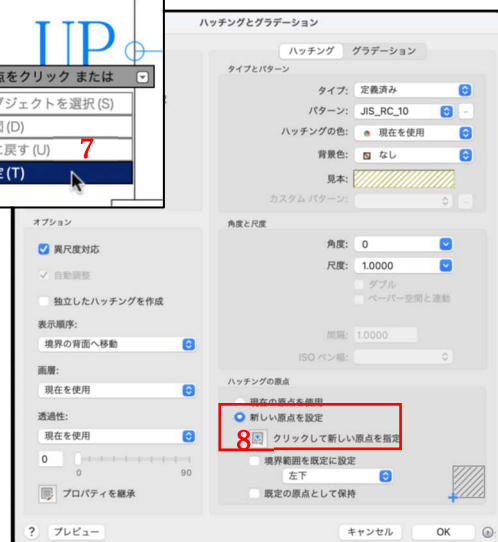 ハッチングとグラデーション
UP
点をクリック または
ブジェクトを選択(S)
(D)
に戻す(U)
7
定(T)
ハッチング グラデーション
タイプとパターン
タイプ: 定義済み
パターン: JIS_RC_10
ハッチングの色: 現在を使用
背景色: なし
見本:
カスタム パターン:
オプション
異尺度対応
自動調整
独立したハッチングを作成
表示順序:
境界の背面へ移動
画層:
現在を使用
透過性:
現在を使用
0
0 90
プロパティを継承
角度と尺度
角度: 0
尺度: 1.0000
ダブル
ペーパー空間と連動
間隔: 1.0000
ISO ペン幅:
ハッチングの原点
現在の原点を使用
新しい原点を設定
8 クリックして新しい原点を指定
境界範囲を既定に設定
左下
既定の原点として保持
? プレビュー
キャンセル OK